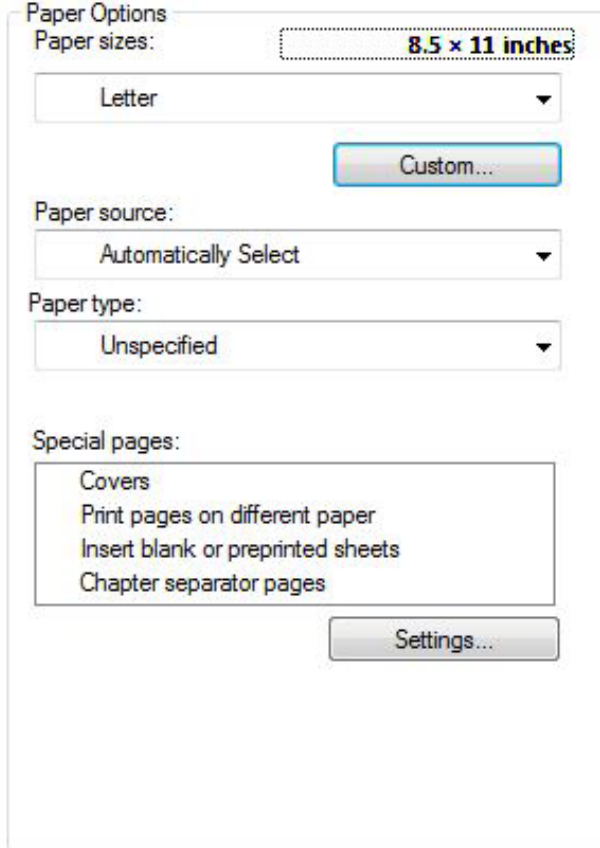 Paper Options
Paper sizes: 8.5 × 11 inches
Letter
Custom...
Paper source:
Automatically Select
Paper type:
Unspecified
Special pages:
Covers
Print pages on different paper
Insert blank or preprinted sheets
Chapter separator pages
Settings...